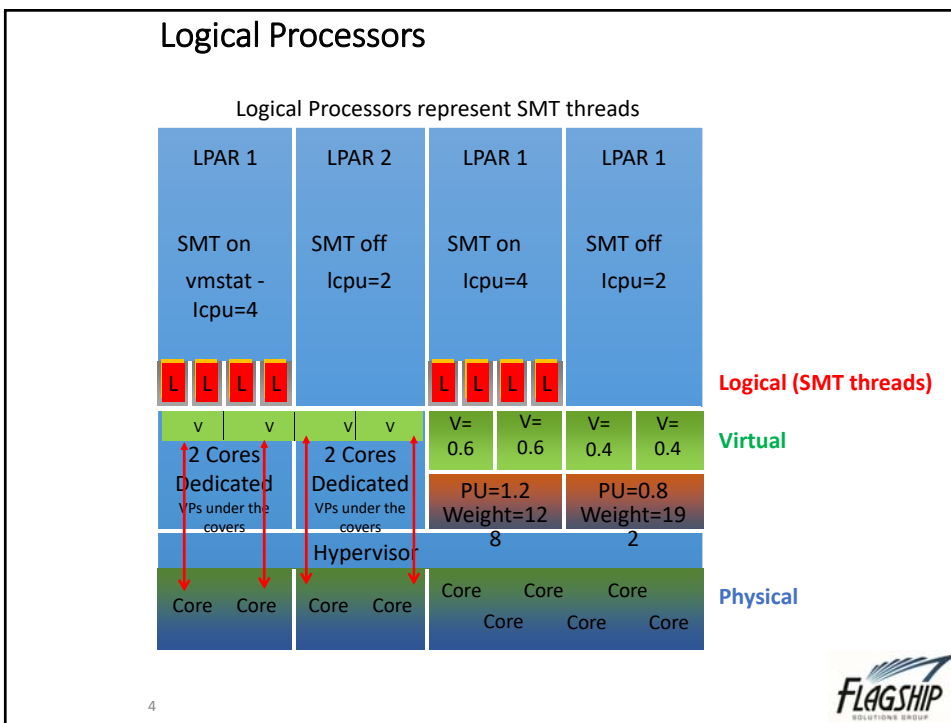 Logical Processors
Logical Processors represent SMT threads
LPAR 1
SMT on
vmstat -
lcpu=4
LPAR 2
SMT off
lcpu=2
LPAR 1
SMT on
lcpu=4
LPAR 1
SMT off
lcpu=2
L L L L
L L L L
Logical (SMT threads)
v v v v
V=
0.6
V=
0.6
V=
0.4
V=
0.4
Virtual
2 Cores
Dedicated
VPs under the
covers
2 Cores
Dedicated
VPs under the
covers
PU=1.2
Weight=12
8
PU=0.8
Weight=19
2
Hypervisor
Core Core Core Core
Core Core Core
Core Core Core
Physical
4
FLAGSHIP
SOLUTIONS GROUP